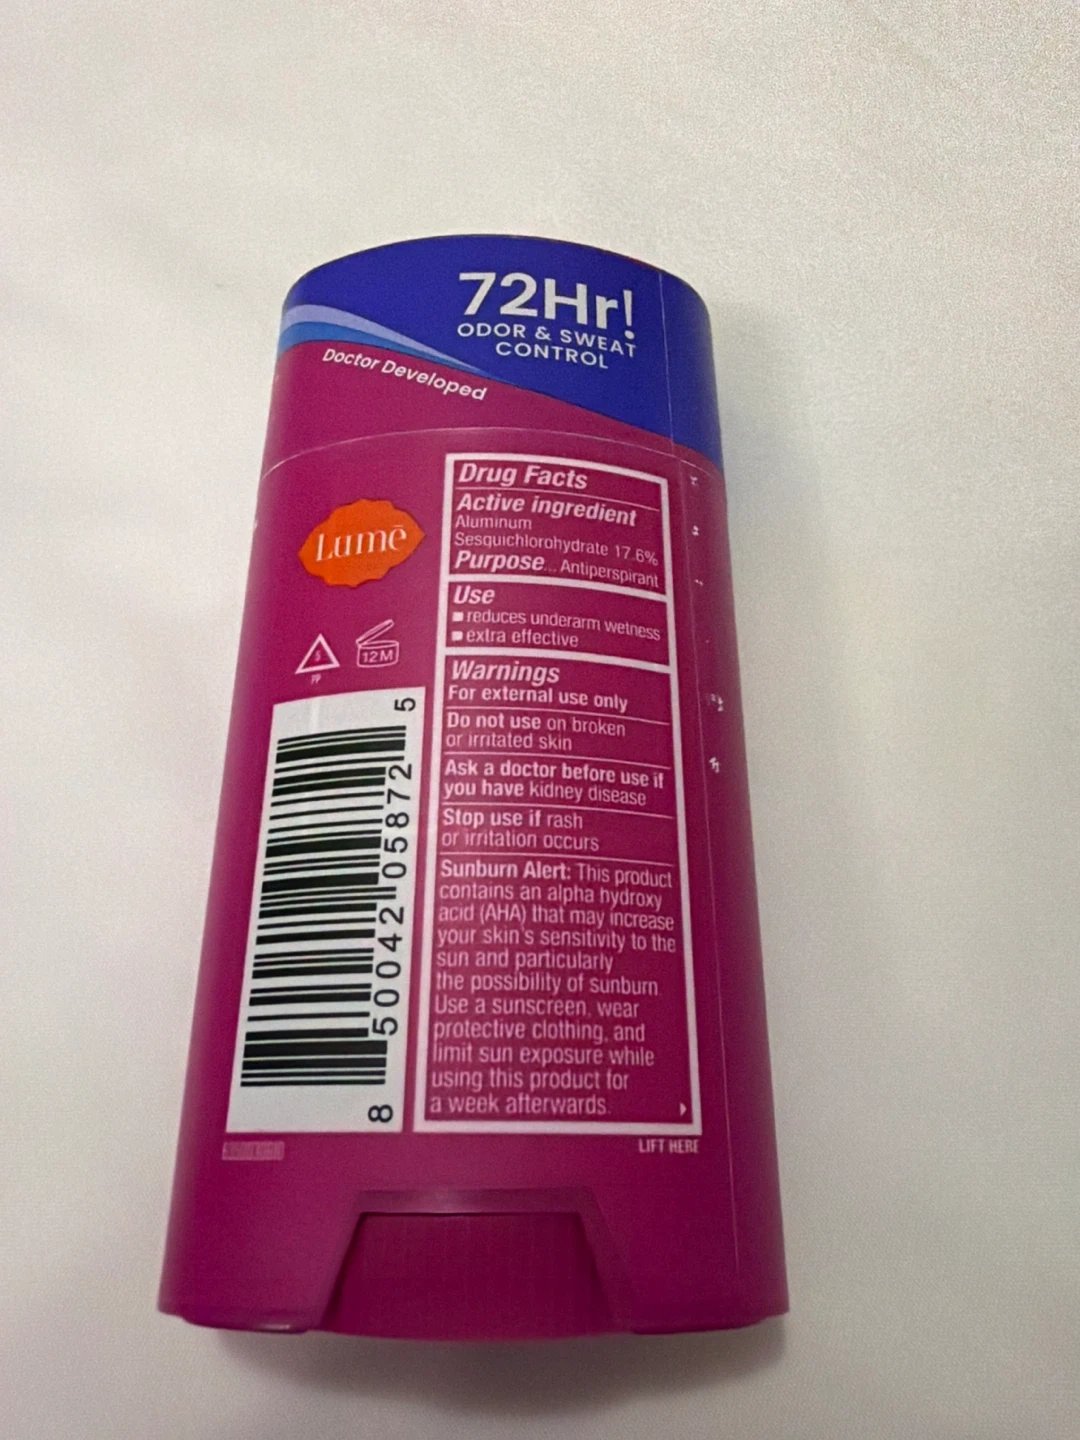 72Hr!
ODOR & SWEAT
CONTROL
Doctor Developed
Lumē
5
PP
12M
8 50042 05872 5
Drug Facts
Active ingredient
Aluminum
Sesquichlorohydrate 17.6%
Purpose... Antiperspirant
Use
▪ reduces underarm wetness
▪ extra effective
Warnings
For external use only
Do not use on broken
or irritated skin
Ask a doctor before use if
you have kidney disease
Stop use if rash
or irritation occurs
Sunburn Alert: This product
contains an alpha hydroxy
acid (AHA) that may increase
your skin's sensitivity to the
sun and particularly
the possibility of sunburn.
Use a sunscreen, wear
protective clothing, and
limit sun exposure while
using this product for
a week afterwards.
LIFT HERE